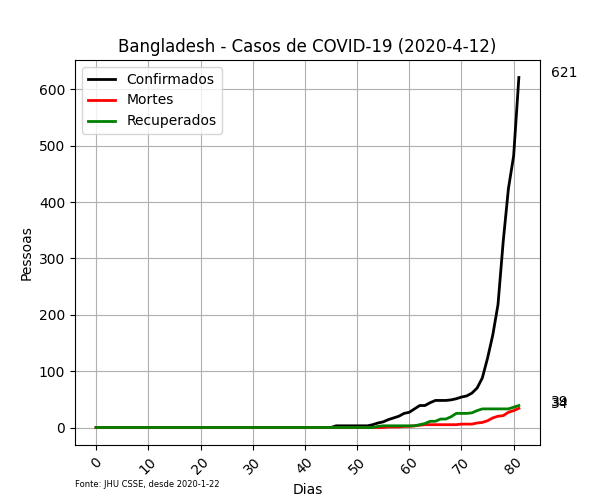 Bangladesh - Casos de COVID-19 (2020-4-12)
Confirmados
Mortes
Recuperados
621
600
500
400
300
200
100
0
39
34
Pessoas
0 10 20 30 40 50 60 70 80
Fonte: JHU CSSE, desde 2020-1-22
Dias